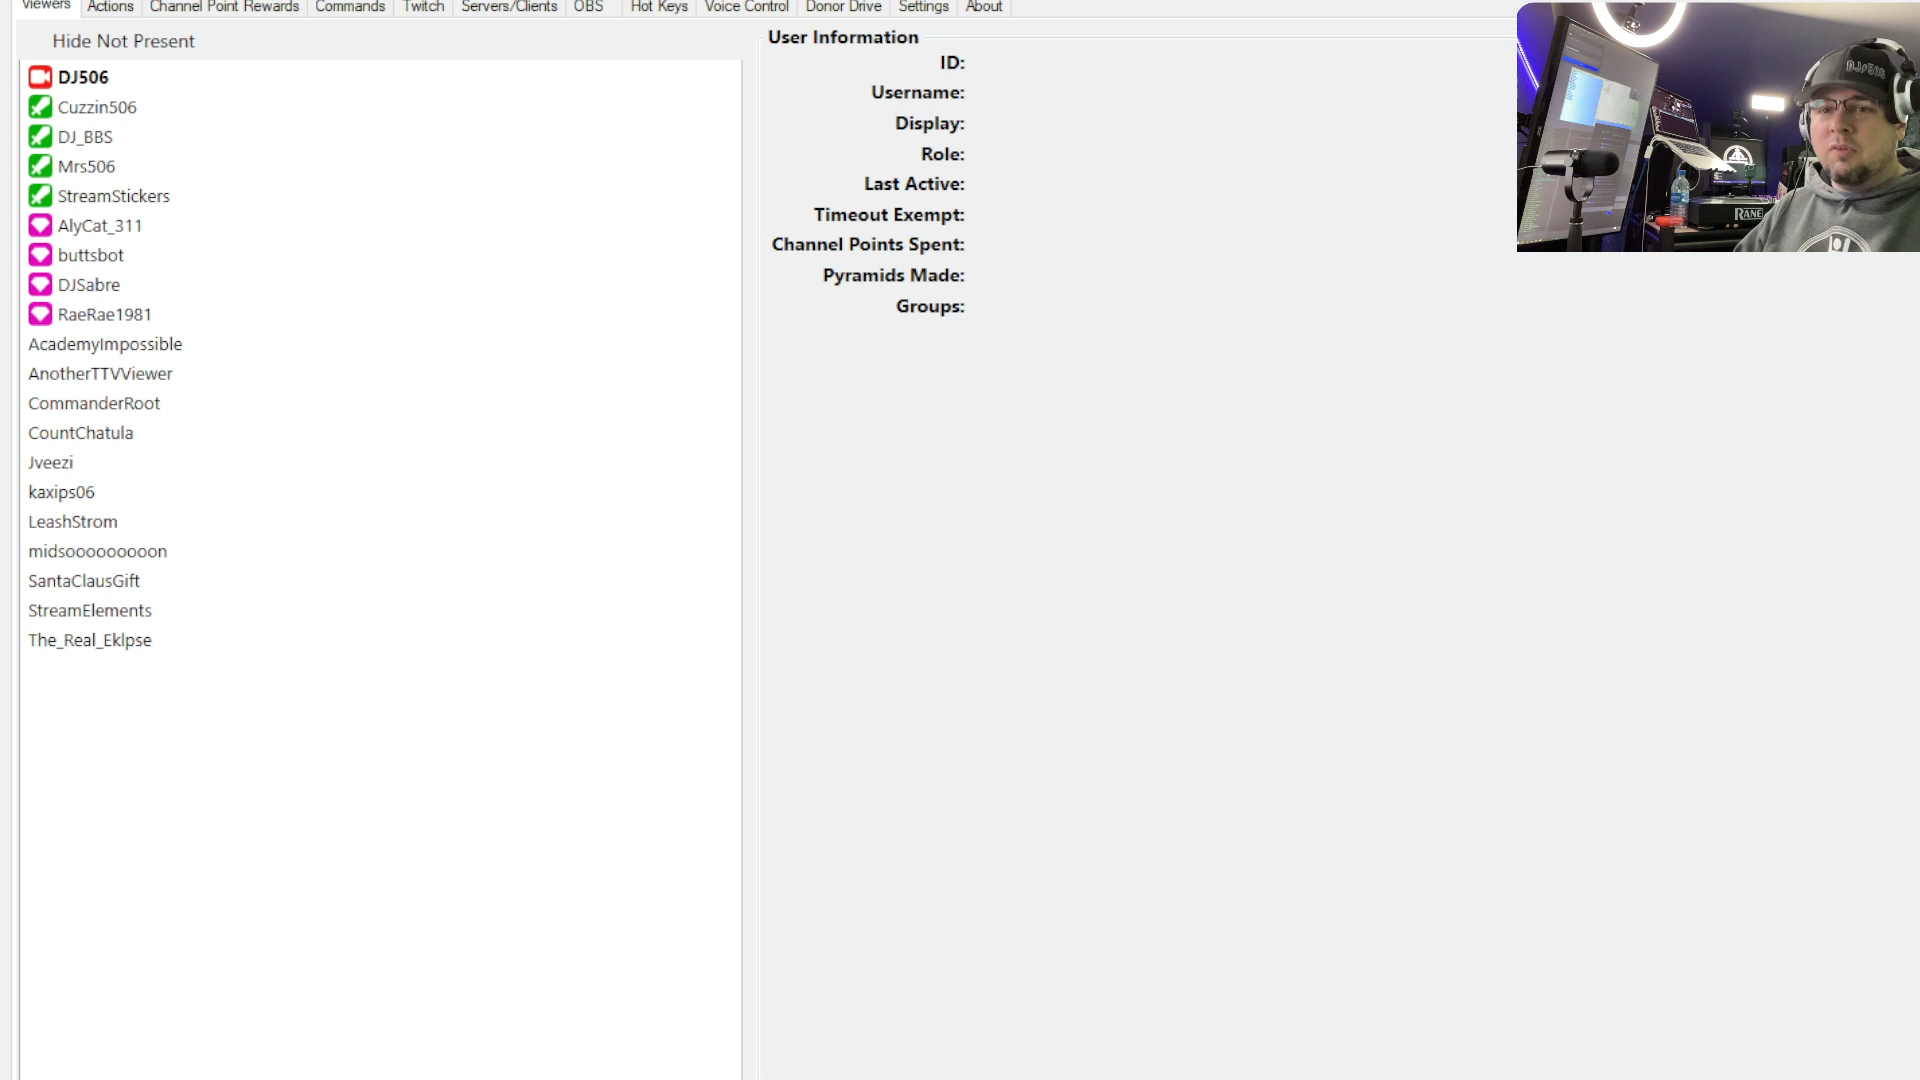 Viewers Actions Channel Point Rewards Commands Twitch Servers/Clients OBS Hot Keys Voice Control Donor Drive Settings About
Hide Not Present
DJ506
Cuzzin506
DJ_BBS
Mrs506
StreamStickers
AlyCat_311
buttsbot
DJSabre
RaeRae1981
AcademyImpossible
AnotherTTVViewer
CommanderRoot
CountChatula
Jveezi
kaxips06
LeashStrom
midsooooooooon
SantaClausGift
StreamElements
The_Real_Eklpse
User Information
ID:
Username:
Display:
Role:
Last Active:
Timeout Exempt:
Channel Points Spent:
Pyramids Made:
Groups:
RANE